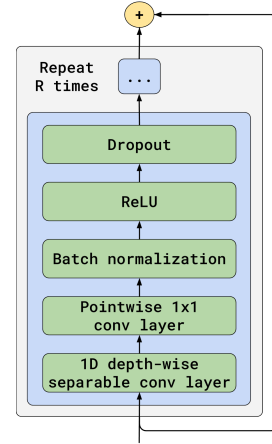 +
Repeat
R times
...
Dropout
ReLU
Batch normalization
Pointwise 1x1
conv layer
1D depth-wise
separable conv layer